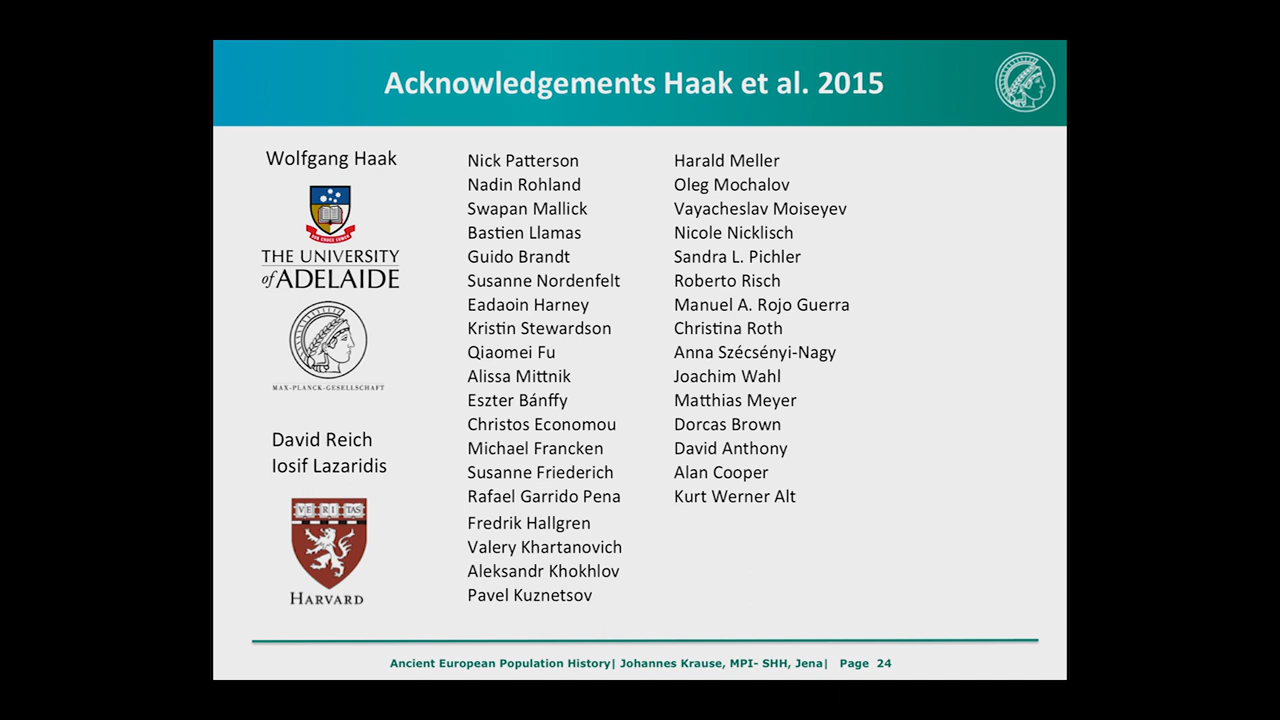 Acknowledgements Haak et al. 2015
Wolfgang Haak
THE UNIVERSITY
of ADELAIDE
MAX-PLANCK-GESELLSCHAFT
David Reich
Iosif Lazaridis
VE RI TAS
HARVARD
Nick Patterson
Nadin Rohland
Swapan Mallick
Bastien Llamas
Guido Brandt
Susanne Nordenfelt
Eadaoin Harney
Kristin Stewardson
Qiaomei Fu
Alissa Mittnik
Eszter Bánffy
Christos Economou
Michael Francken
Susanne Friederich
Rafael Garrido Pena
Fredrik Hallgren
Valery Khartanovich
Aleksandr Khokhlov
Pavel Kuznetsov
Harald Meller
Oleg Mochalov
Vayacheslav Moiseyev
Nicole Nicklisch
Sandra L. Pichler
Roberto Risch
Manuel A. Rojo Guerra
Christina Roth
Anna Szécsényi-Nagy
Joachim Wahl
Matthias Meyer
Dorcas Brown
David Anthony
Alan Cooper
Kurt Werner Alt
Ancient European Population History| Johannes Krause, MPI- SHH, Jena| Page 24